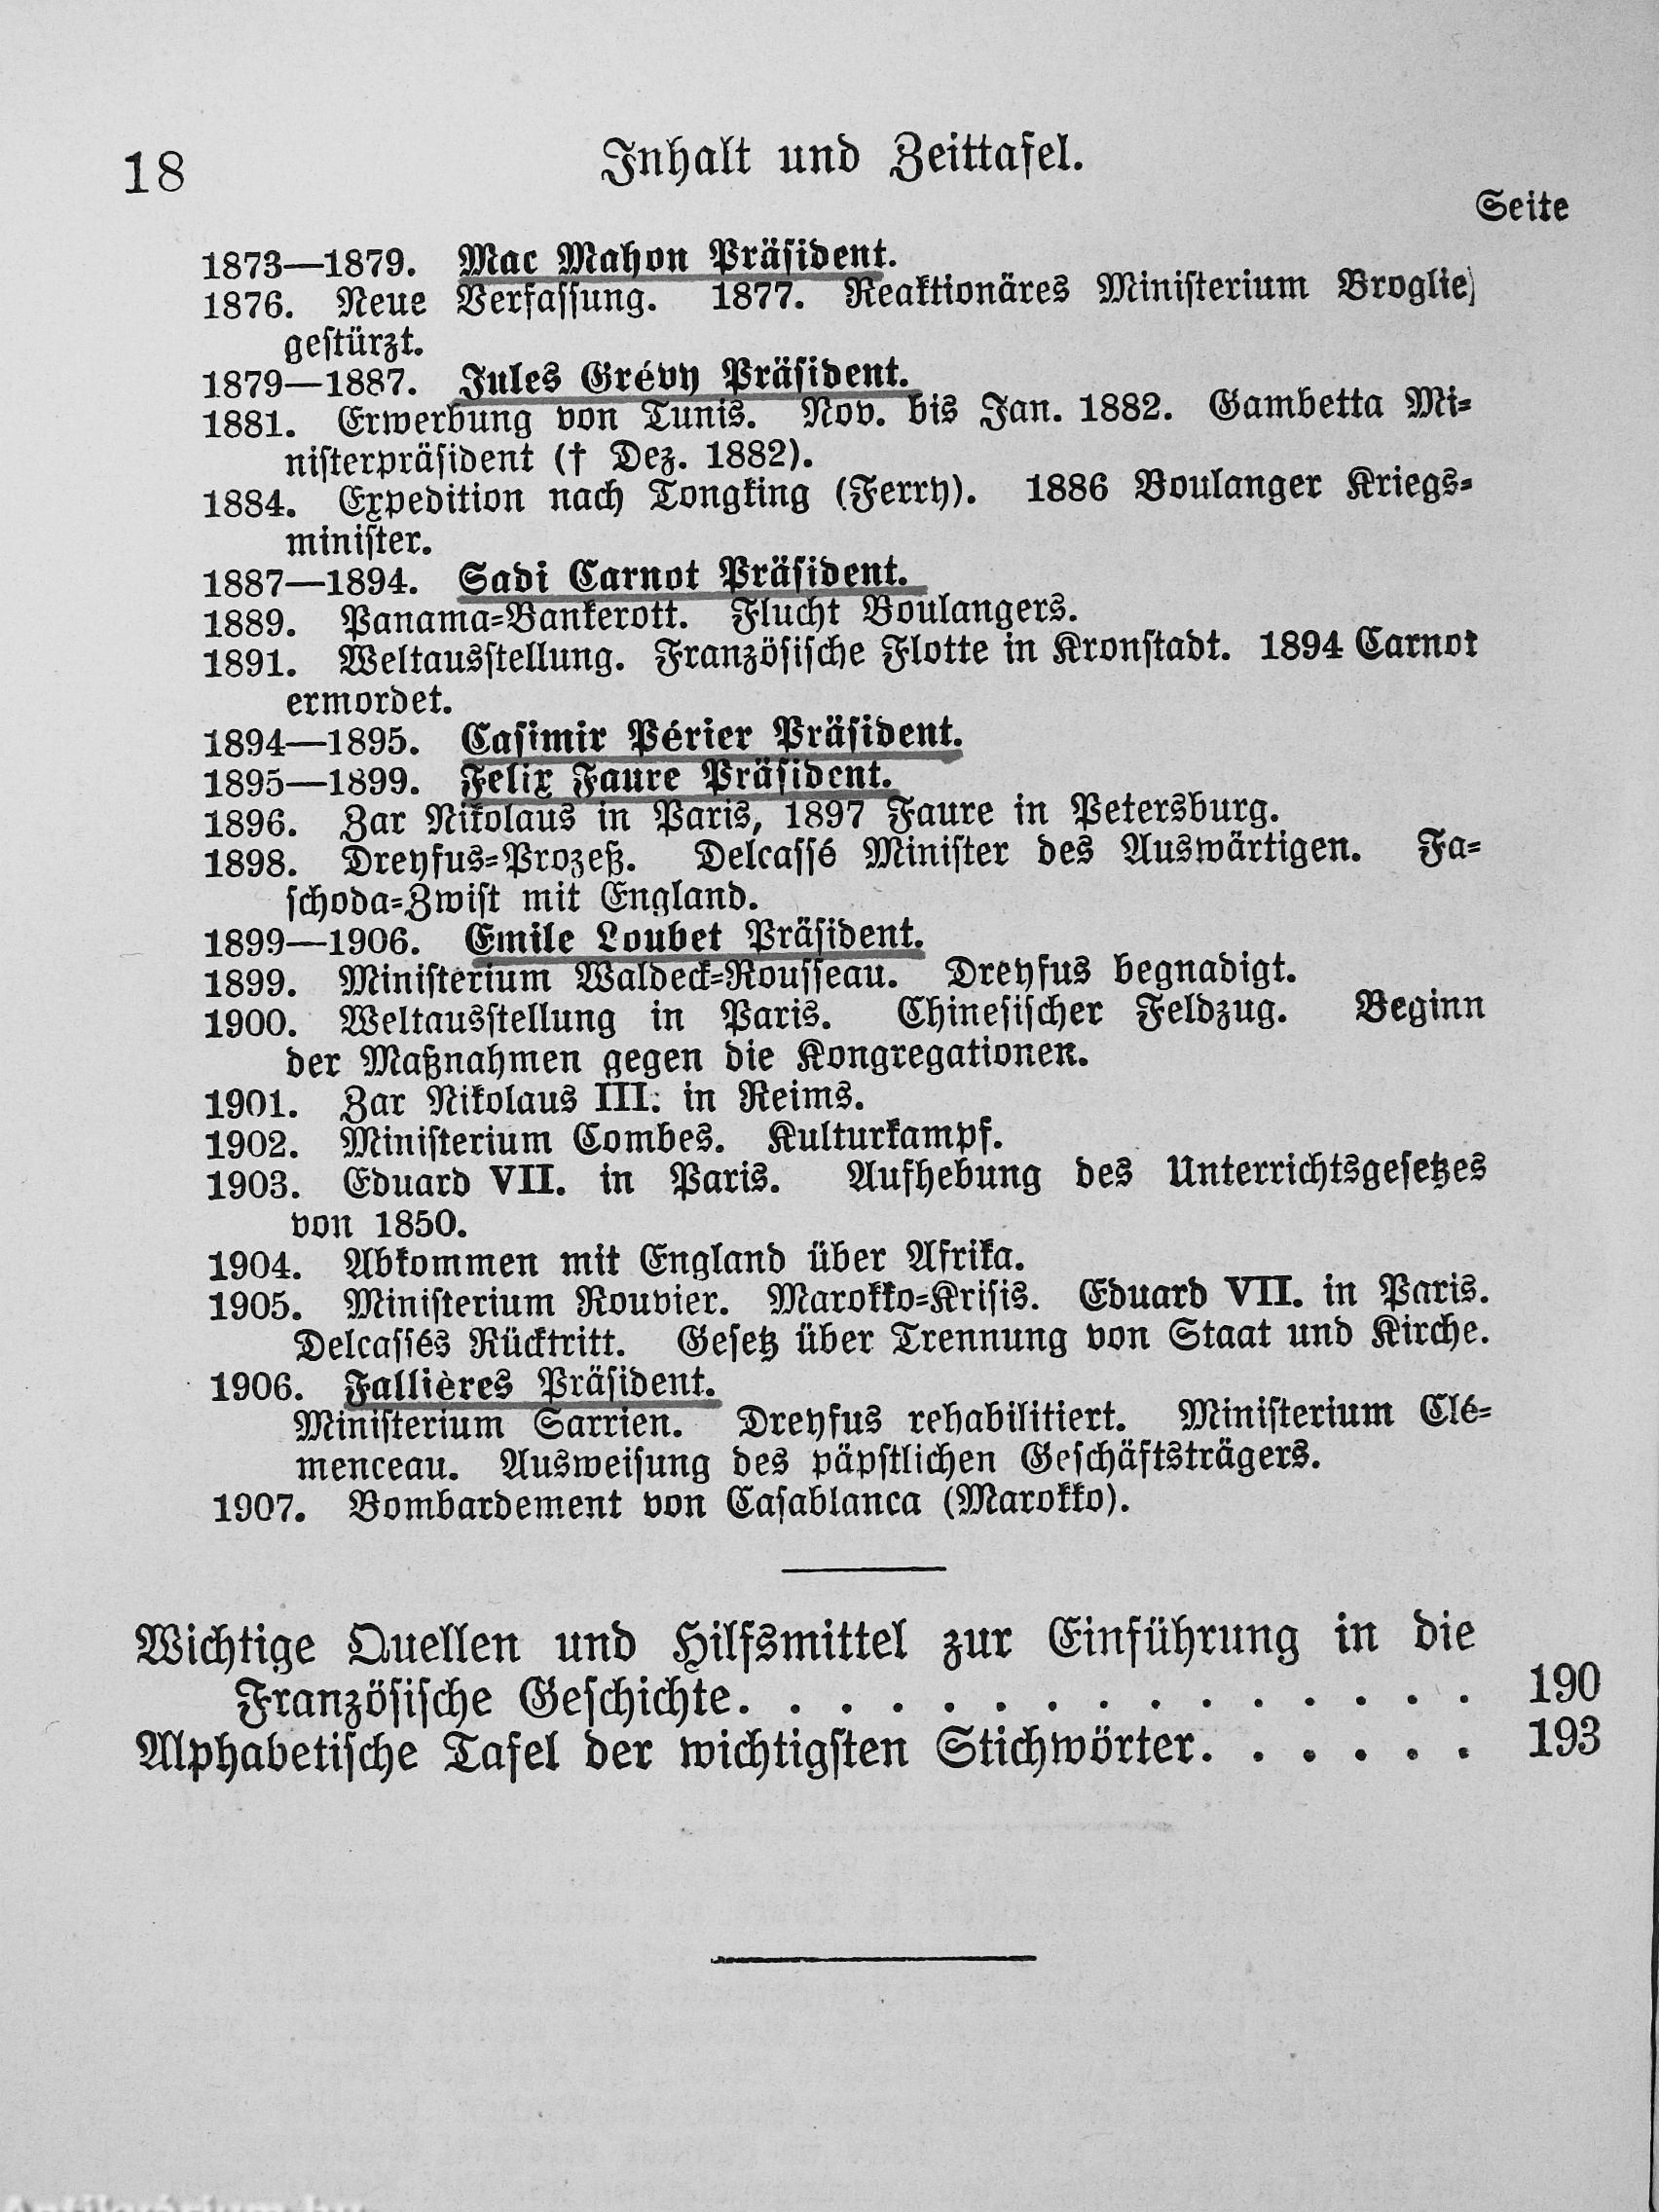 18
Inhalt und Zeittafel.
Seite
1873—1879. Mac Mahon Präsident.
1876. Neue Verfassung. 1877. Reaktionäres Ministerium Broglie
gestürzt.
1879—1887. Jules Grévy Präsident.
1881. Erwerbung von Tunis. Nov. bis Jan. 1882. Gambetta Mi-
nisterpräsident († Dez. 1882).
1884. Expedition nach Tongking (Ferry). 1886 Boulanger Kriegs-
minister.
1887—1894. Sadi Carnot Präsident.
1889. Panama-Bankerott. Flucht Boulangers.
1891. Weltausstellung. Französische Flotte in Kronstadt. 1894 Carnot
ermordet.
1894—1895. Casimir Périer Präsident.
1895—1899. Felix Faure Präsident.
1896. Zar Nikolaus in Paris, 1897 Faure in Petersburg.
1898. Dreyfus-Prozeß. Delcassé Minister des Auswärtigen. Fa-
schoda-Zwist mit England.
1899—1906. Emile Loubet Präsident.
1899. Ministerium Waldeck-Rousseau. Dreyfus begnadigt.
1900. Weltausstellung in Paris. Chinesischer Feldzug. Beginn
der Maßnahmen gegen die Kongregationen.
1901. Zar Nikolaus III. in Reims.
1902. Ministerium Combes. Kulturkampf.
1903. Eduard VII. in Paris. Aufhebung des Unterrichtsgesetzes
von 1850.
1904. Abkommen mit England über Afrika.
1905. Ministerium Rouvier. Marokko-Krisis. Eduard VII. in Paris.
Delcassés Rücktritt. Gesetz über Trennung von Staat und Kirche.
1906. Fallières Präsident.
Ministerium Sarrien. Dreyfus rehabilitiert. Ministerium Clé-
menceau. Ausweisung des päpstlichen Geschäftsträgers.
1907. Bombardement von Casablanca (Marokko).
Wichtige Quellen und Hilfsmittel zur Einführung in die
Französische Geschichte. . . . . . . . . . . . . . . 190
Alphabetische Tafel der wichtigsten Stichwörter. . . . . . 193